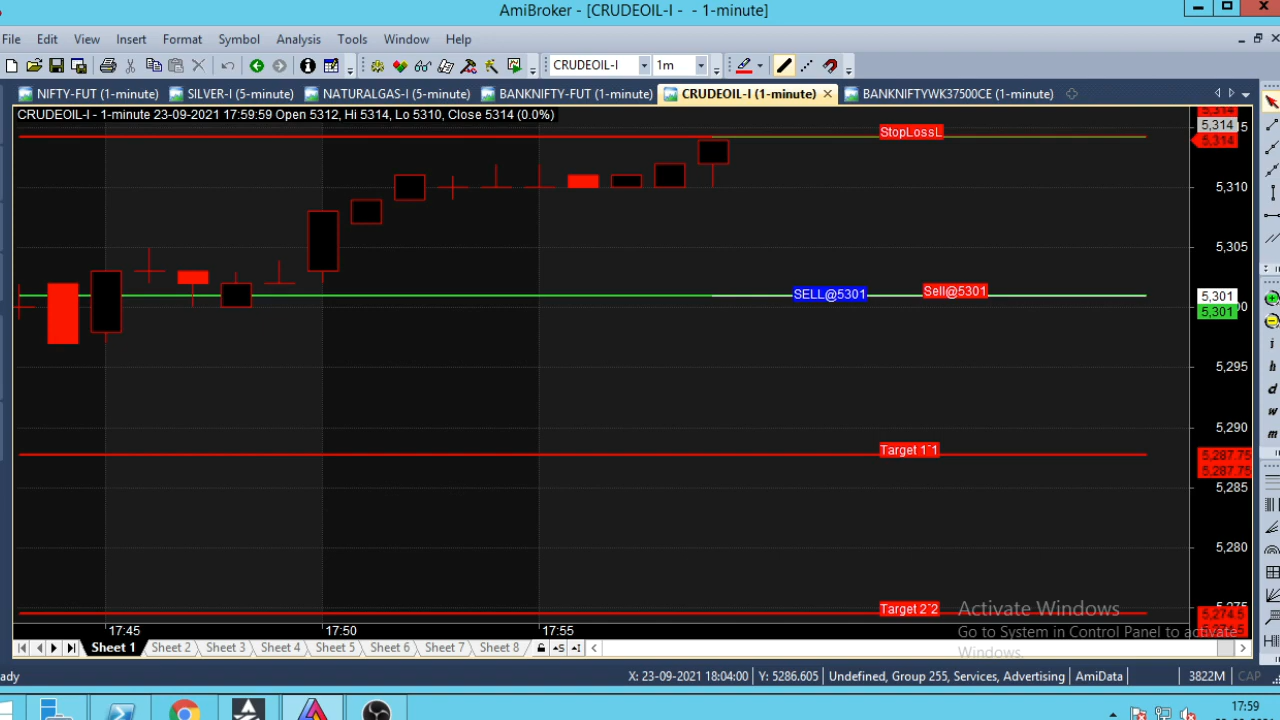 AmiBroker - [CRUDEOIL-I - - 1-minute]
File Edit View Insert Format Symbol Analysis Tools Window Help
CRUDEOIL-I 1m
NIFTY-FUT (1-minute) SILVER-I (5-minute) NATURALGAS-I (5-minute) BANKNIFTY-FUT (1-minute) CRUDEOIL-I (1-minute) BANKNIFTYWK37500CE (1-minute)
CRUDEOIL-I - 1-minute 23-09-2021 17:59:59 Open 5312, Hi 5314, Lo 5310, Close 5314 (0.0%)
5,314
StopLossL
5,314
5,310
5,305
SELL@5301 Sell@5301 5,301
5,301
5,295
5,290
Target 1˜1 5,287.75
5,287.75
5,285
5,280
Target 2˜2 5,274.5
Activate Windows
17:45 17:50 17:55
Go to System in Control Panel to activate
Windows.
Sheet 1 Sheet 2 Sheet 3 Sheet 4 Sheet 5 Sheet 6 Sheet 7 Sheet 8
X: 23-09-2021 18:04:00 Y: 5286.605 Undefined, Group 255, Services, Advertising AmiData 3822M CAP
17:59